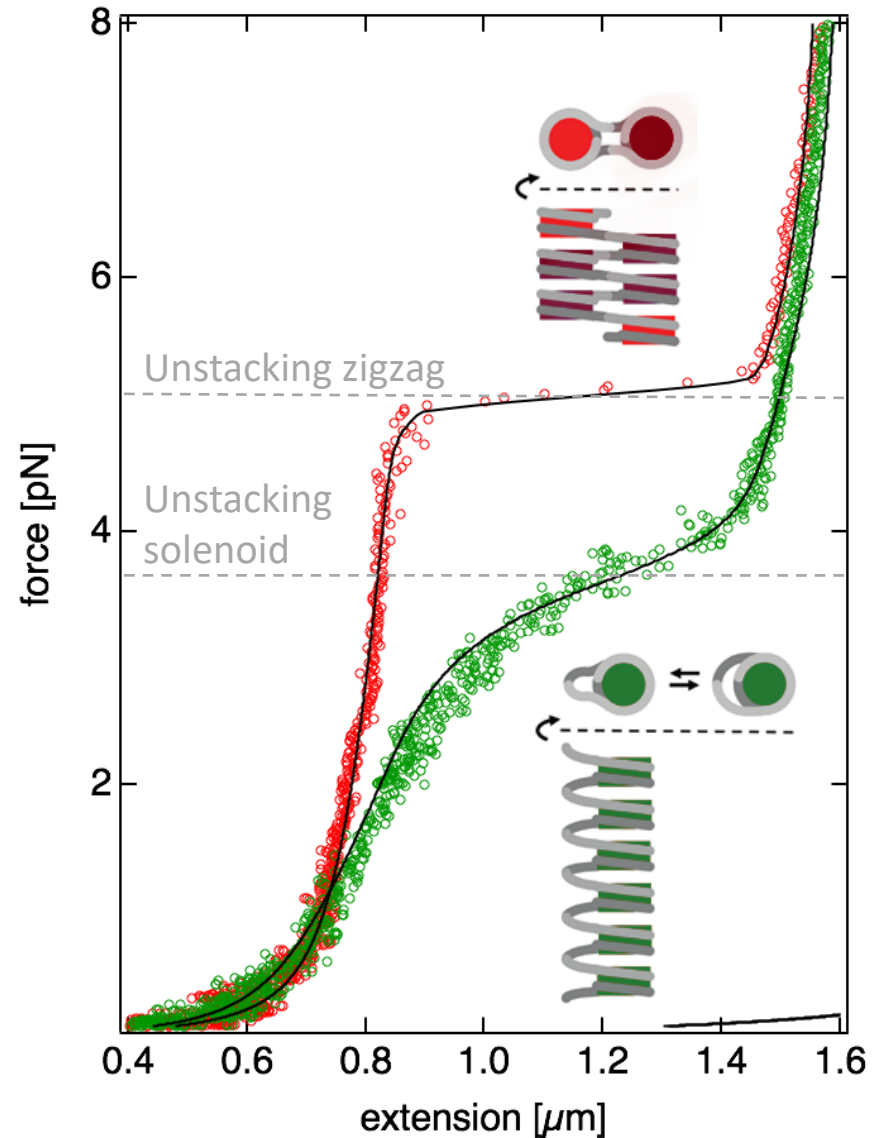 8
6
Unstacking zigzag
Unstacking
solenoid
4
2
force [pN]
0.4 0.6 0.8 1.0 1.2 1.4 1.6
extension [µm]